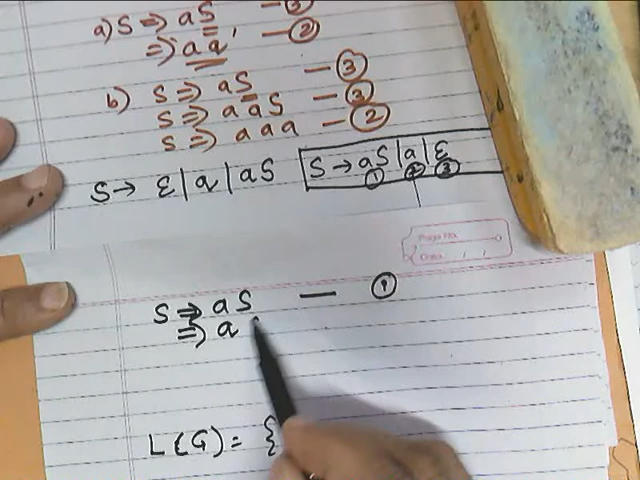 a) S ⇒ aS — ③
⇒ aa — ②
b) S ⇒ aS — ③
S ⇒ aaS — ③
S ⇒ aaa — ②
S → ε | a | aS
S → aS | a | ε
① ② ③
Page No.
Date
S ⇒ aS — ①
⇒ a
L(G) = {